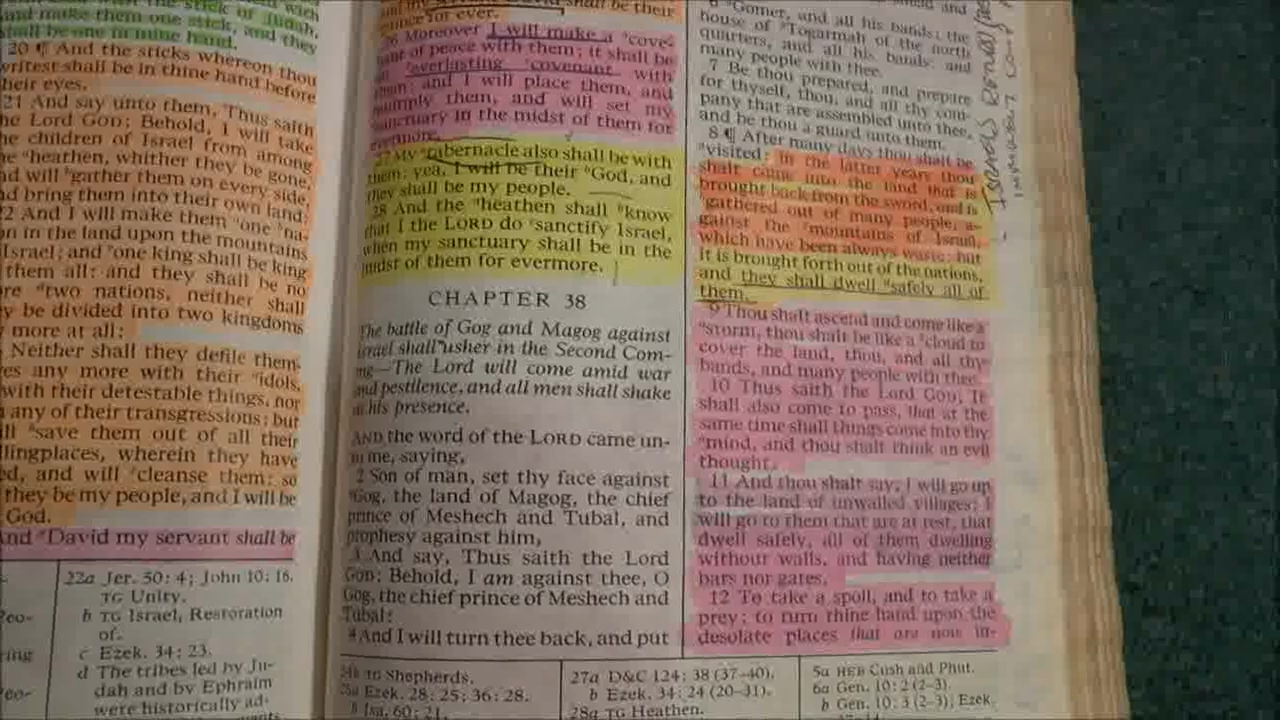 make them one stick, and they
shall be one in mine hand.
20 ¶ And the sticks whereon thou
writest shall be in thine hand before
their eyes.
21 And say unto them, Thus saith
the Lord GOD; Behold, I will take
the children of Israel from among
the "heathen, whither they be gone,
and will "gather them on every side,
and bring them into their own land:
22 And I will make them "one "na-
on in the land upon the mountains
Israel; and "one king shall be king
them all: and they shall be no
re "two nations, neither shall
y be divided into two kingdoms
more at all:
Neither shall they defile them-
es any more with their "idols,
with their detestable things, nor
any of their transgressions; but
ill "save them out of all their
llingplaces, wherein they have
ed, and will "cleanse them: so
they be my people, and I will be
God.
And "David my servant shall be
22a Jer. 50: 4; John 10: 16.
TG Unity.
b TG Israel, Restoration
of.
c Ezek. 34: 23.
d The tribes led by Ju-
dah and by Ephraim
were historically ad-
shall be their
prince for ever.
26 Moreover I will make a "cove-
nant of peace with them; it shall be
"everlasting "covenant with
them: and I will place them, and
multiply them, and will set my
sanctuary in the midst of them for
evermore.
27 My "tabernacle also shall be with
them: yea, I will be their "God, and
they shall be my people.
28 And the "heathen shall "know
that I the LORD do "sanctify Israel,
when my sanctuary shall be in the
midst of them for evermore.
CHAPTER 38
The battle of Gog and Magog against
Israel shall usher in the Second Com-
ing—The Lord will come amid war
and pestilence, and all men shall shake
at his presence.
AND the word of the LORD came un-
to me, saying,
2 Son of man, set thy face against
"Gog, the land of Magog, the chief
prince of Meshech and Tubal, and
prophesy against him,
3 And say, Thus saith the Lord
GOD; Behold, I am against thee, O
Gog, the chief prince of Meshech and
Tubal:
4 And I will turn thee back, and put
TG Shepherds.
Ezek. 28: 25; 36: 28.
Isa. 60: 21.
27a D&C 124: 38 (37–40).
b Ezek. 34: 24 (20–31).
28a TG Heathen.
6 "Gomer, and all his bands; the
house of "Togarmah of the north
quarters, and all his bands: and
many people with thee.
7 Be thou prepared, and prepare
for thyself, thou, and all thy com-
pany that are assembled unto thee,
and be thou a guard unto them.
8 ¶ After many days thou shalt be
"visited: in the latter years thou
shalt come into the land that is
brought back from the sword, and is
"gathered out of many people, a-
gainst the "mountains of Israel,
which have been always waste: but
it is brought forth out of the nations,
and they shall dwell "safely all of
them.
9 Thou shalt ascend and come like a
"storm, thou shalt be like a "cloud to
cover the land, thou, and all thy
bands, and many people with thee.
10 Thus saith the Lord GOD; It
shall also come to pass, that at the
same time shall things come into thy
"mind, and thou shalt think an evil
thought:
11 And thou shalt say, I will go up
to the land of unwalled villages; I
will go to them that are at rest, that
dwell safely, all of them dwelling
without walls, and having neither
bars nor gates,
12 To take a spoil, and to take a
prey; to turn thine hand upon the
desolate places that are now in-
5a HEB Cush and Phut.
6a Gen. 10: 2 (2–3).
b Gen. 10: 3 (2–3); Ezek.